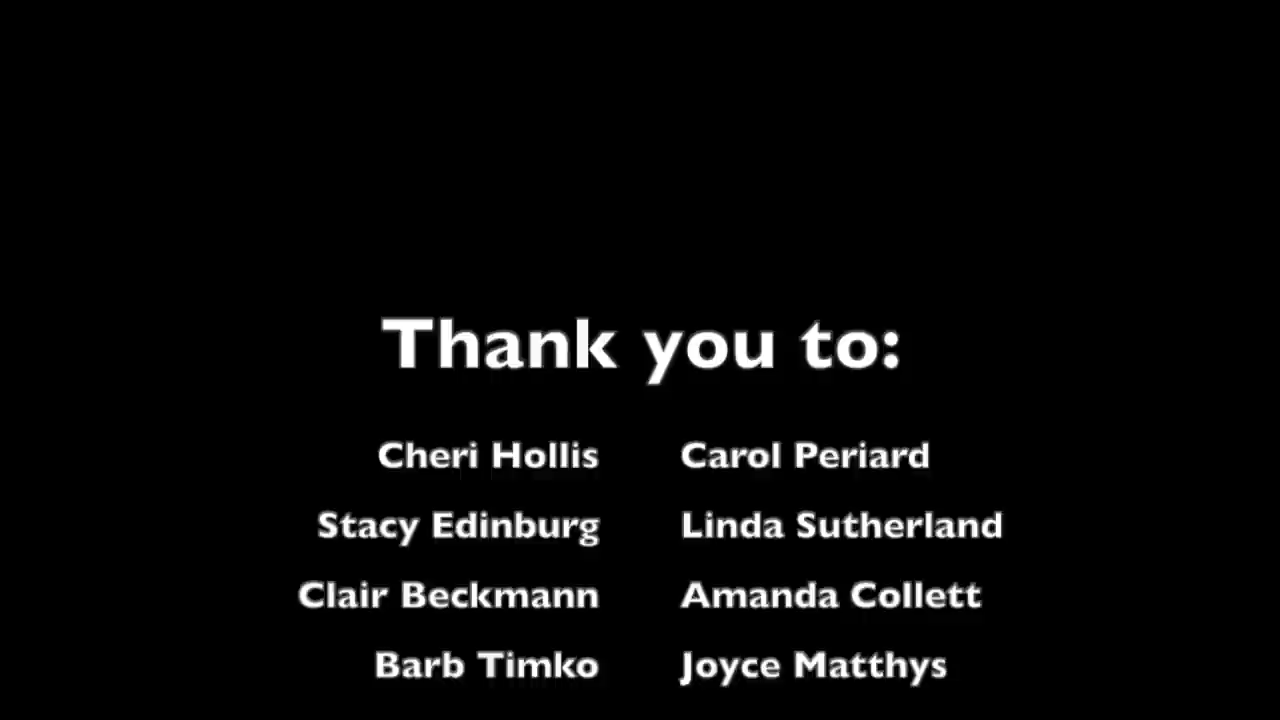 Thank you to:
Cheri Hollis Carol Periard
Stacy Edinburg Linda Sutherland
Clair Beckmann Amanda Collett
Barb Timko Joyce Matthys